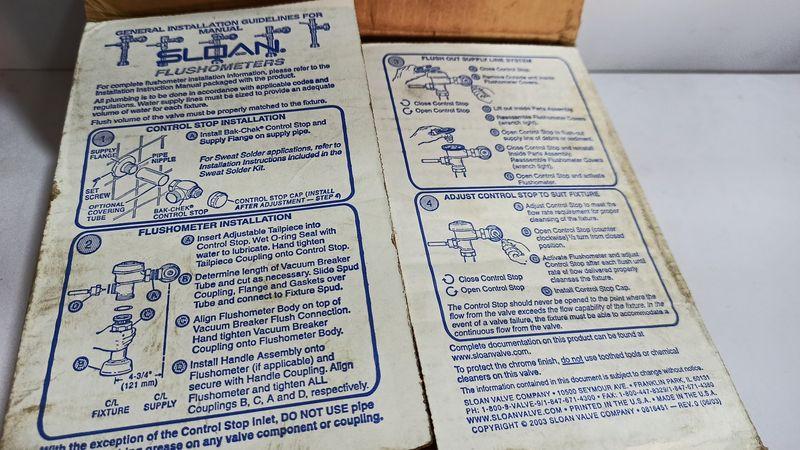 GENERAL INSTALLATION GUIDELINES FOR
MANUAL
SLOAN®
FLUSHOMETERS
For complete flushometer installation information, please refer to the
Installation Instruction Manual packaged with the product.
All plumbing is to be done in accordance with applicable codes and
regulations. Water supply lines must be sized to provide an adequate
volume of water for each fixture.
Flush volume of the valve must be properly matched to the fixture.
1
CONTROL STOP INSTALLATION
SUPPLY
FLANGE
PIPE
NIPPLE
A Install Bak-Chek® Control Stop and
Supply Flange on supply pipe.
For Sweat Solder applications, refer to
Installation Instructions included in the
Sweat Solder Kit.
SET
SCREW
OPTIONAL
COVERING
TUBE
BAK-CHEK®
CONTROL STOP
CONTROL STOP CAP (INSTALL
AFTER ADJUSTMENT — STEP 4)
2
FLUSHOMETER INSTALLATION
A Insert Adjustable Tailpiece into
Control Stop. Wet O-ring Seal with
water to lubricate. Hand tighten
Tailpiece Coupling onto Control Stop.
B Determine length of Vacuum Breaker
Tube and cut as necessary. Slide Spud
Coupling, Flange and Gaskets over
Tube and connect to Fixture Spud.
C Align Flushometer Body on top of
Vacuum Breaker Flush Connection.
Hand tighten Vacuum Breaker
Coupling onto Flushometer Body.
D Install Handle Assembly onto
Flushometer (if applicable) and
secure with Handle Coupling. Align
Flushometer and tighten ALL
Couplings B, C, A and D, respectively.
D
A
C
B
4-3/4"
(121 mm)
C/L
FIXTURE
C/L
SUPPLY
With the exception of the Control Stop Inlet, DO NOT USE pipe
grease on any valve component or coupling.
3
FLUSH OUT SUPPLY LINE SYSTEM
Close Control Stop.
Remove Outside and Inside
Flushometer Covers.
Close Control Stop
Open Control Stop
Lift out Inside Parts Assembly.
Reassemble Flushometer Covers
(wrench tight).
Open Control Stop to flush-out
supply line of debris or sediment.
Close Control Stop and reinstall
Inside Parts Assembly.
Reassemble Flushometer Covers
(wrench tight).
Open Control Stop and activate
Flushometer.
4
ADJUST CONTROL STOP TO SUIT FIXTURE
Adjust Control Stop to meet the
flow rate requirement for proper
cleansing of the fixture.
Open Control Stop (counter
clockwise) ½ turn from closed
position.
Activate Flushometer and adjust
Control Stop after each flush until
rate of flow delivered properly
cleanses the fixture.
Install Control Stop Cap.
Close Control Stop
Open Control Stop
The Control Stop should never be opened to the point where the
flow from the valve exceeds the flow capability of the fixture. In the
event of a valve failure, the fixture must be able to accommodate a
continuous flow from the valve.
Complete documentation on this product can be found at
www.sloanvalve.com.
To protect the chrome finish, do not use toothed tools or chemical
cleaners on this valve.
The information contained in this document is subject to change without notice.
SLOAN VALVE COMPANY • 10500 SEYMOUR AVE. • FRANKLIN PARK, IL 60131
PH: 1-800-9-VALVE-9/1-847-671-4300 • FAX: 1-800-447-8329/1-847-671-4380
WWW.SLOANVALVE.COM • PRINTED IN THE U.S.A. • MADE IN THE U.S.A.
COPYRIGHT © 2003 SLOAN VALVE COMPANY 0816451 — REV. 0 (06/03)